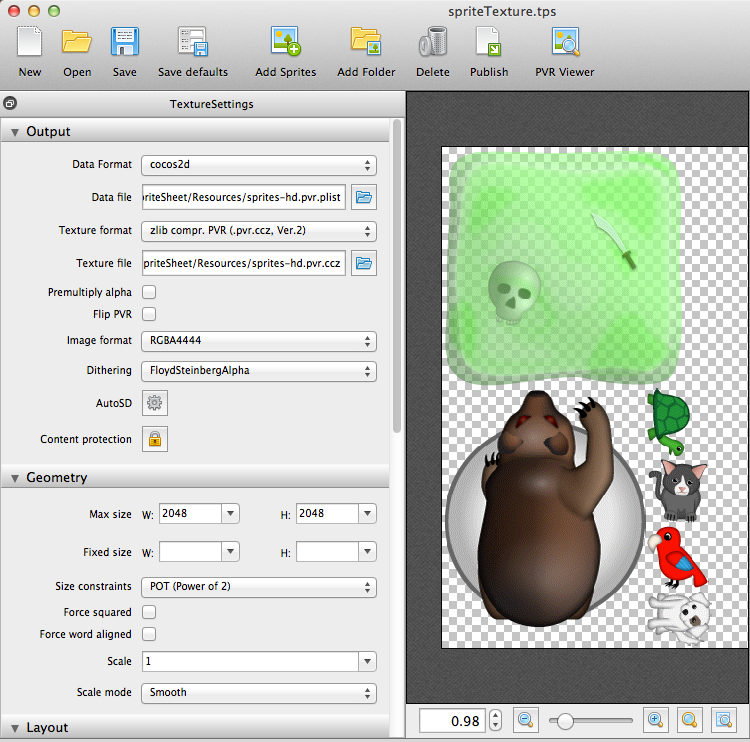 spriteTexture.tps
New Open Save Save defaults Add Sprites Add Folder Delete Publish PVR Viewer
TextureSettings
Output
Data Format cocos2d
Data file riteSheet/Resources/sprites-hd.pvr.plist
Texture format zlib compr. PVR (.pvr.ccz, Ver.2)
Texture file priteSheet/Resources/sprites-hd.pvr.ccz
Premultiply alpha
Flip PVR
Image format RGBA4444
Dithering FloydSteinbergAlpha
AutoSD
Content protection
Geometry
Max size W: 2048 H: 2048
Fixed size W: H:
Size constraints POT (Power of 2)
Force squared
Force word aligned
Scale 1
Scale mode Smooth
Layout
0.98